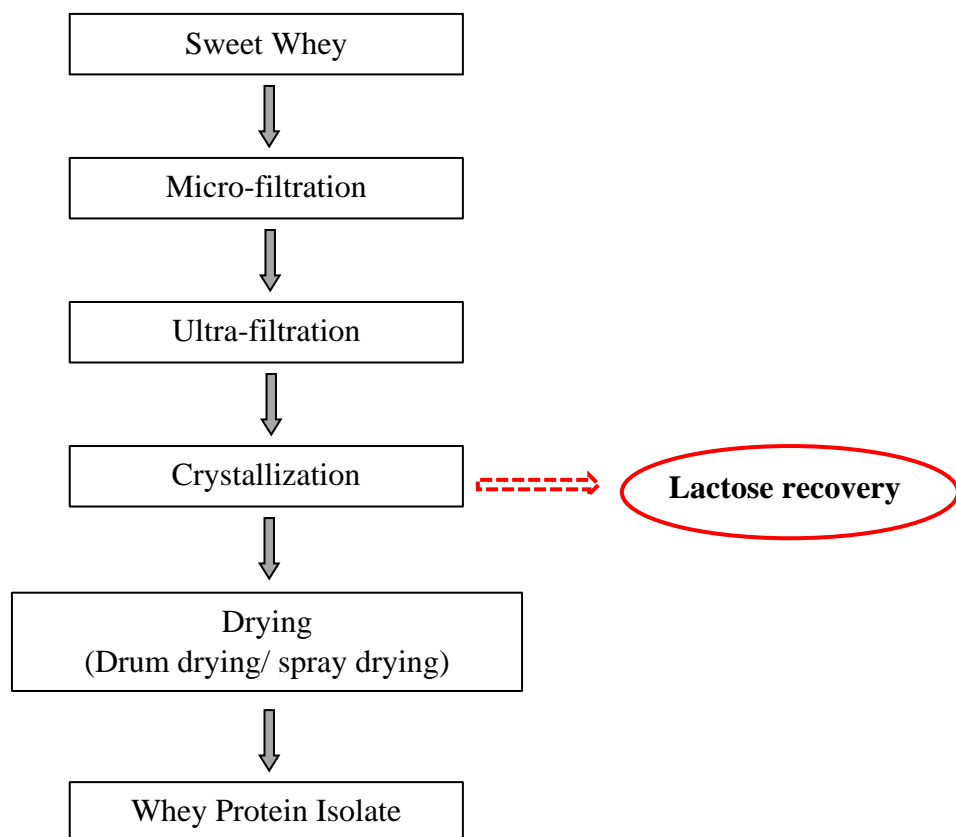 Sweet Whey
Micro-filtration
Ultra-filtration
Crystallization
Lactose recovery
Drying
(Drum drying/ spray drying)
Whey Protein Isolate